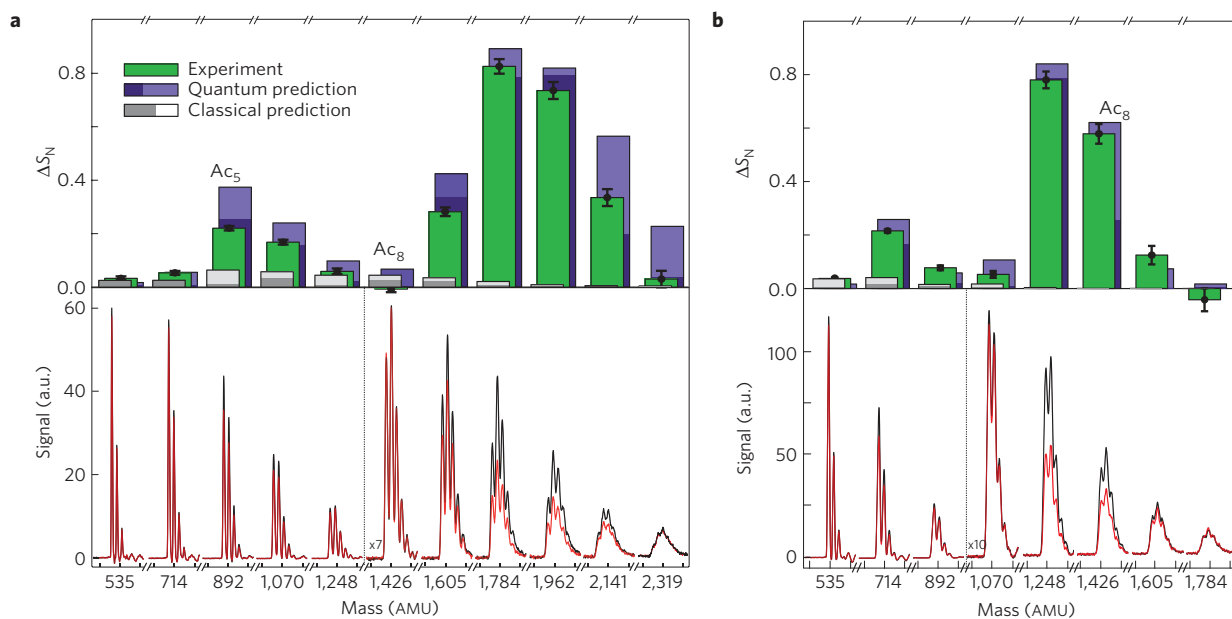 a
b
0.8
0.4
0.0
ΔS_N
Experiment
Quantum prediction
Classical prediction
Ac₅
Ac₈
60
40
20
0
Signal (a.u.)
x7
535 714 892 1,070 1,248 1,426 1,605 1,784 1,962 2,141 2,319
Mass (AMU)
0.8
0.4
0.0
ΔS_N
Ac₈
100
50
0
Signal (a.u.)
x10
535 714 892 1,070 1,248 1,426 1,605 1,784
Mass (AMU)